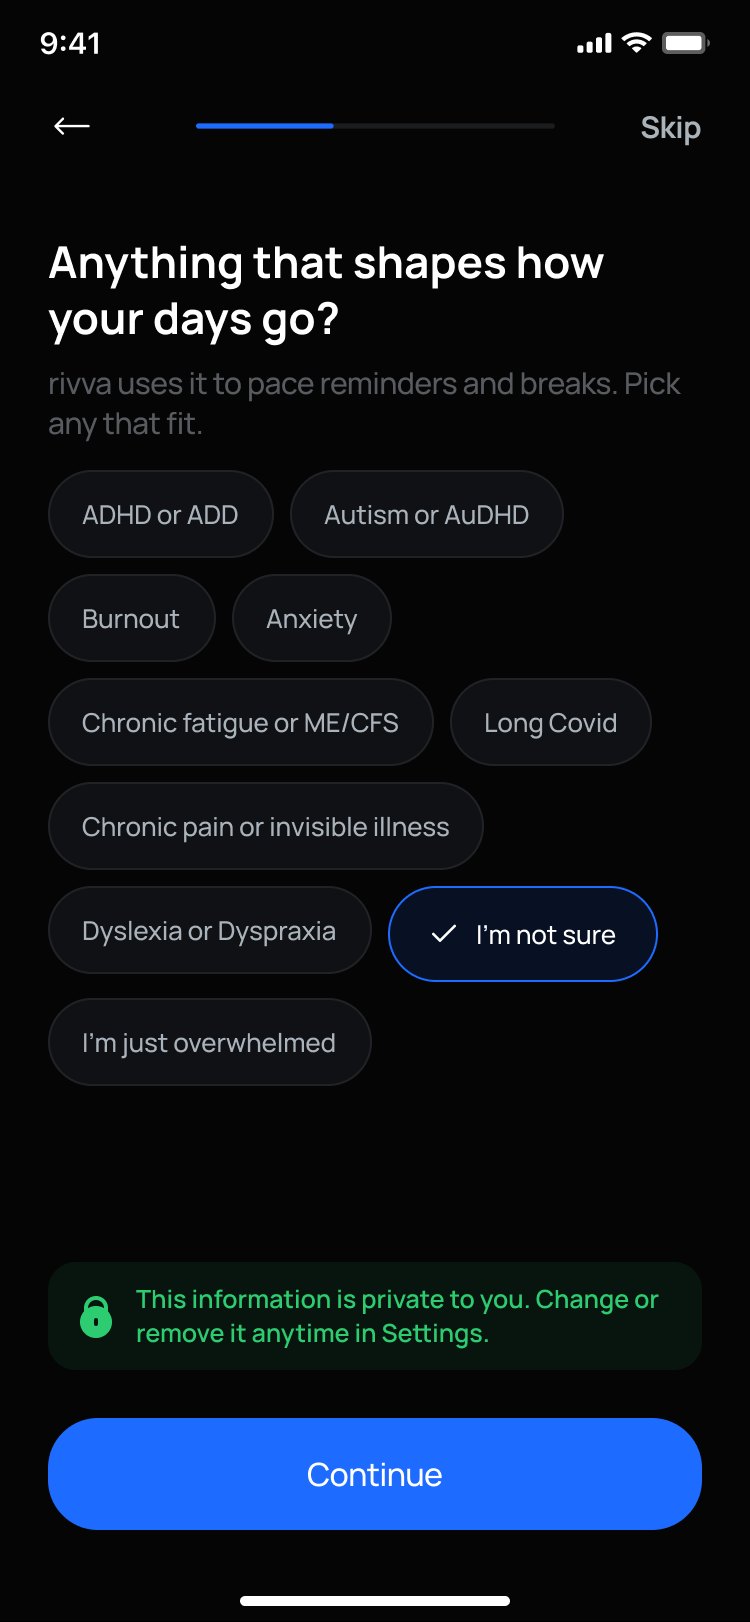 9:41
Skip
Anything that shapes how
your days go?
rivva uses it to pace reminders and breaks. Pick
any that fit.
ADHD or ADD
Autism or AuDHD
Burnout
Anxiety
Chronic fatigue or ME/CFS
Long Covid
Chronic pain or invisible illness
Dyslexia or Dyspraxia
I'm not sure
I'm just overwhelmed
This information is private to you. Change or
remove it anytime in Settings.
Continue